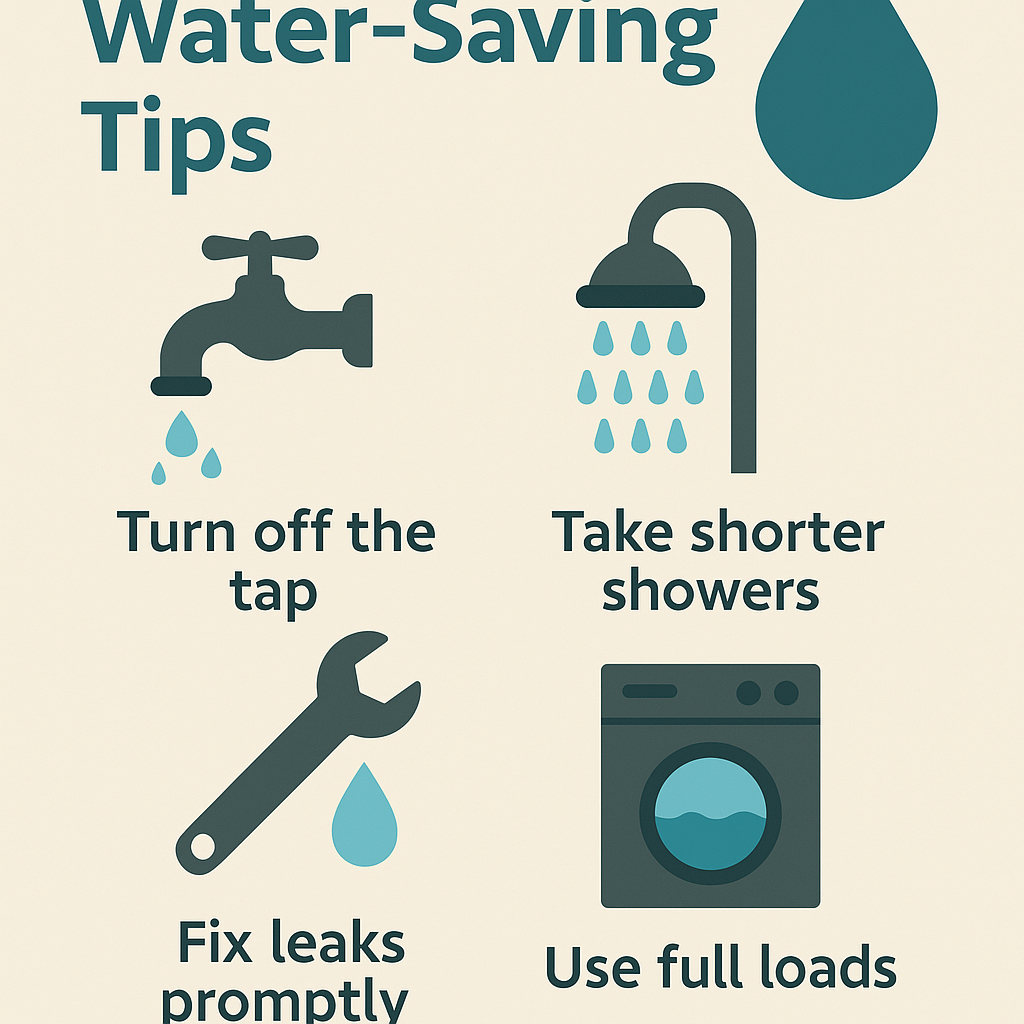 Water-Saving
Tips
Turn off the
tap
Take shorter
showers
Fix leaks
promptly
Use full loads